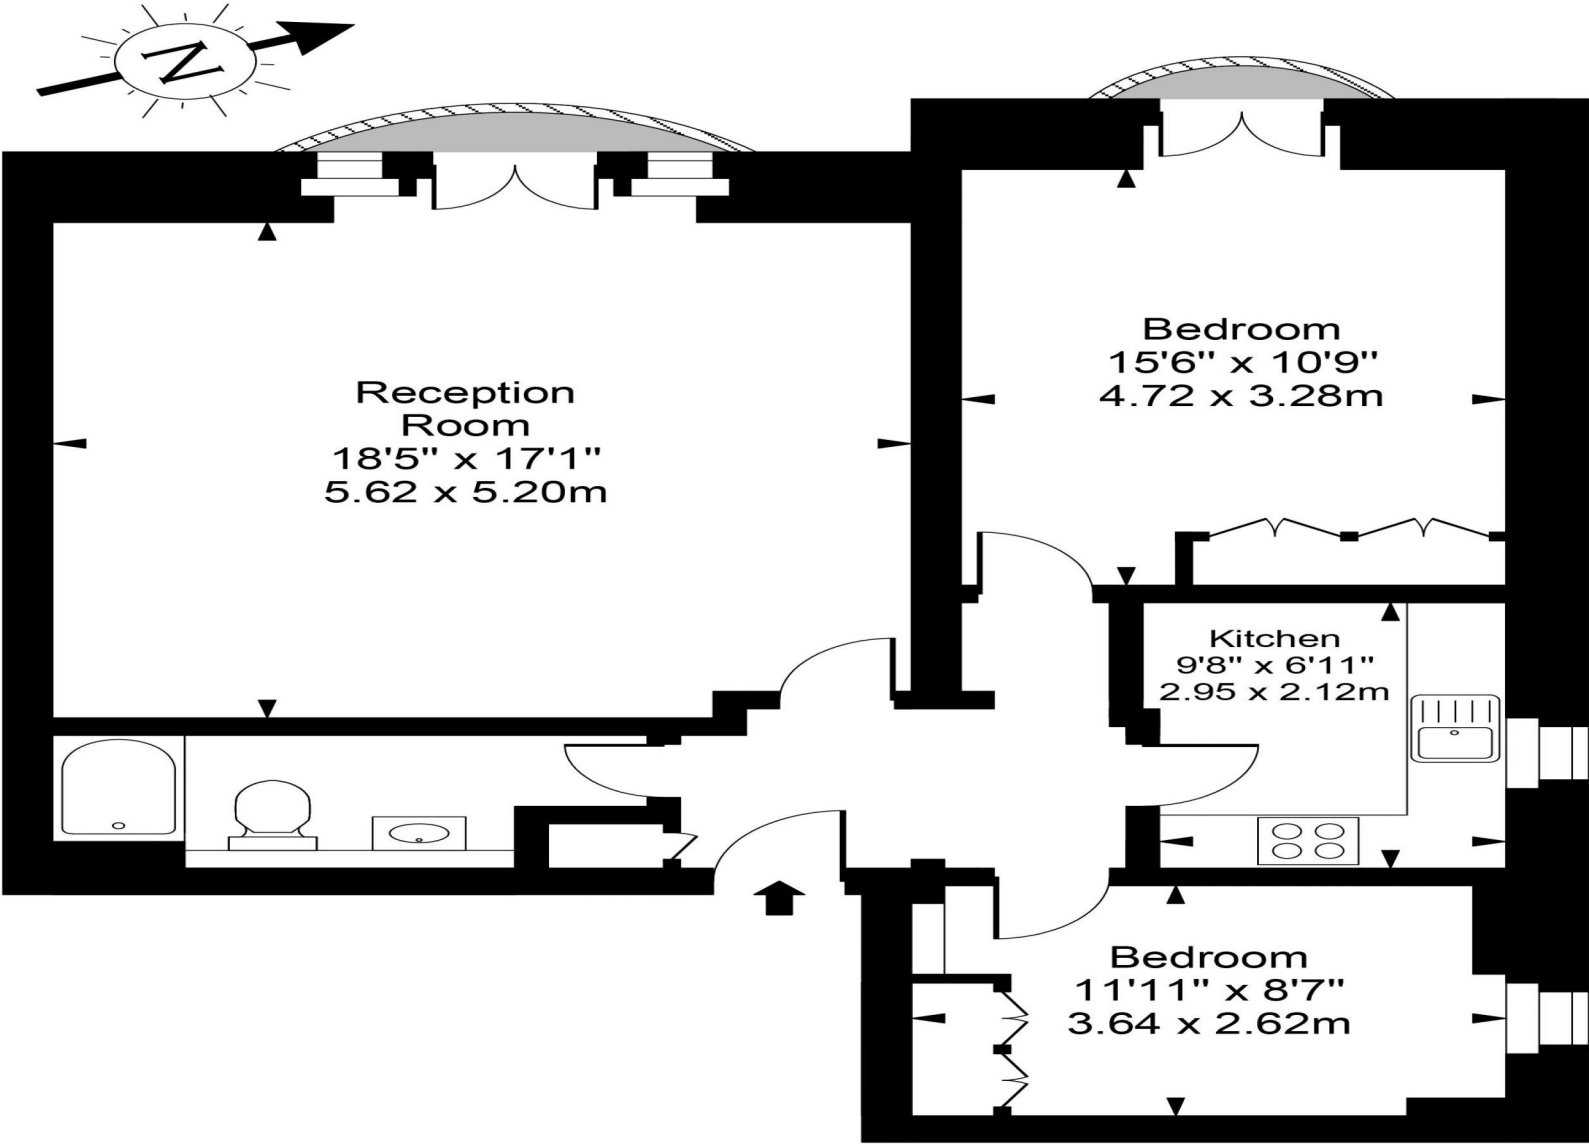 N
Reception
Room
18'5" x 17'1"
5.62 x 5.20m
Bedroom
15'6" x 10'9"
4.72 x 3.28m
Kitchen
9'8" x 6'11"
2.95 x 2.12m
Bedroom
11'11" x 8'7"
3.64 x 2.62m